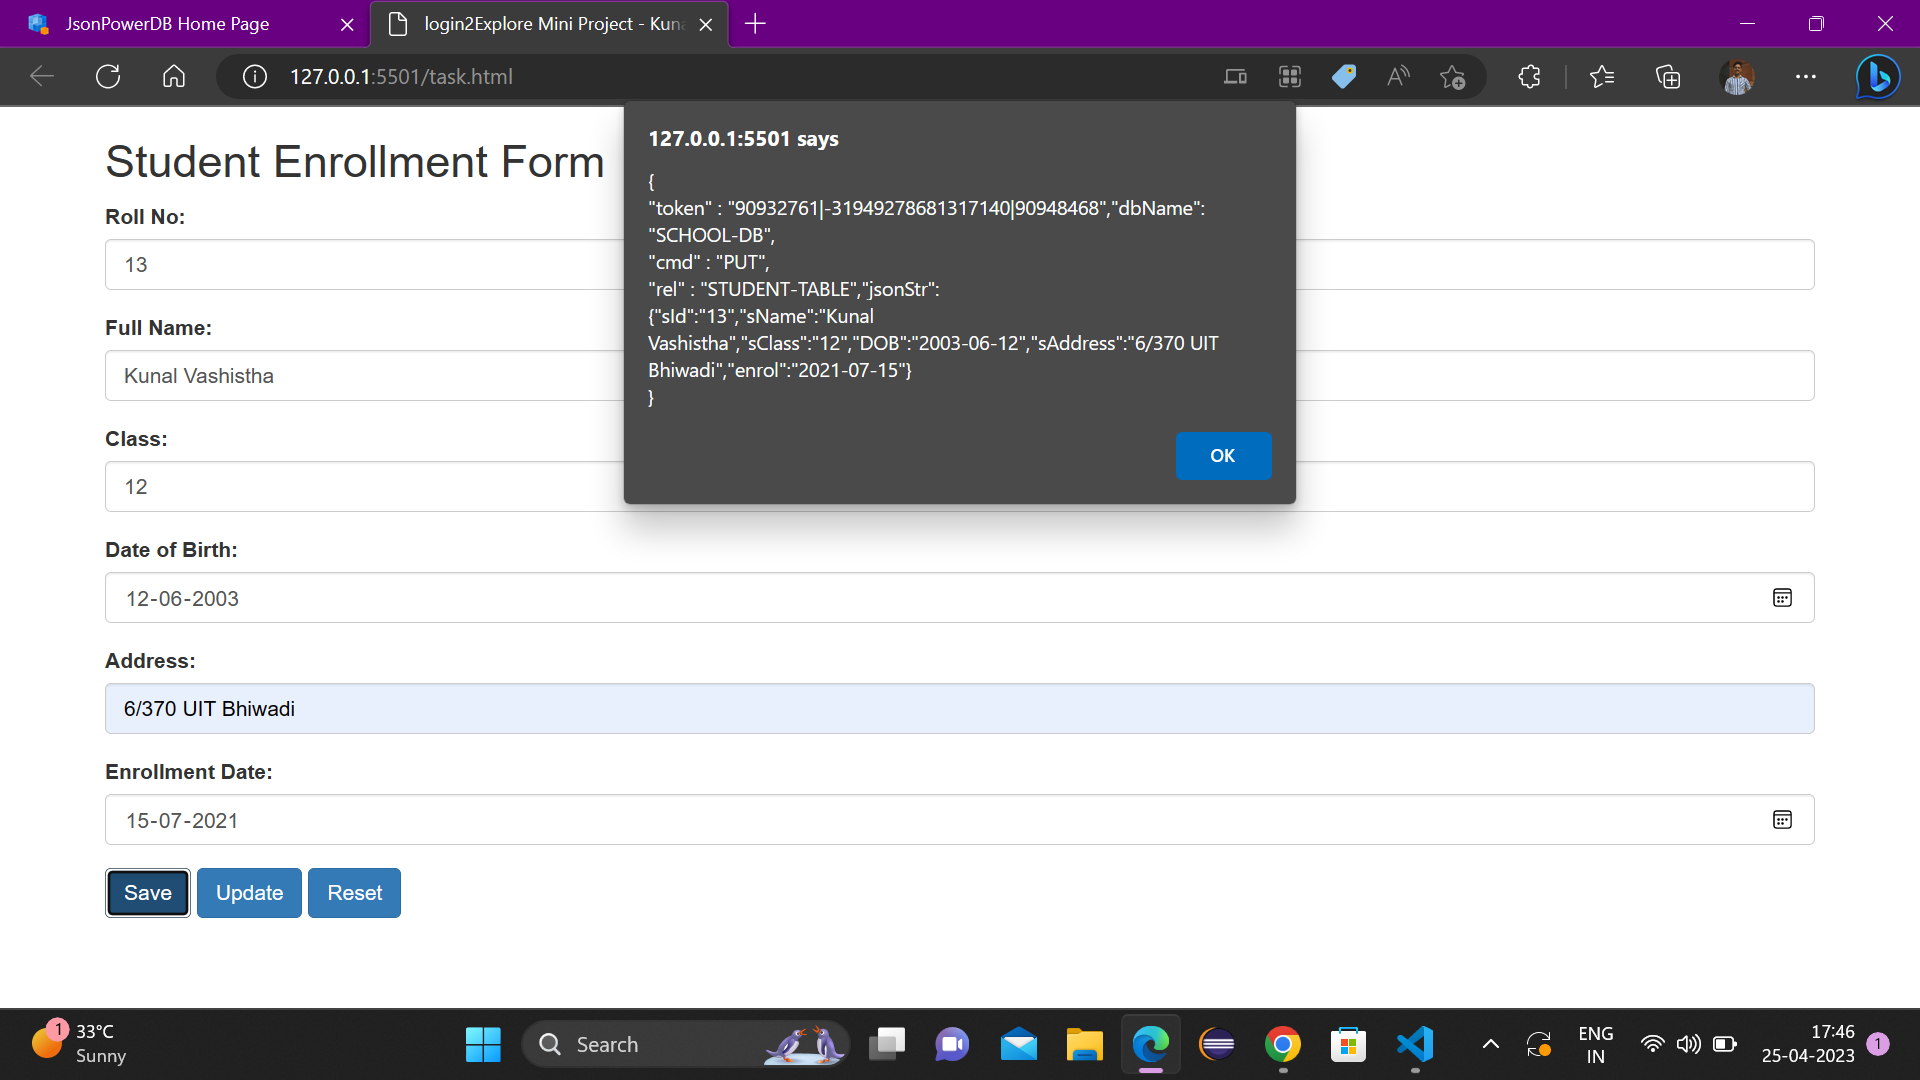 JsonPowerDB Home Page
login2Explore Mini Project - Kuna
127.0.0.1:5501/task.html
127.0.0.1:5501 says
{
"token" : "90932761|-31949278681317140|90948468","dbName":
"SCHOOL-DB",
"cmd" : "PUT",
"rel" : "STUDENT-TABLE","jsonStr":
{"sId":"13","sName":"Kunal
Vashistha","sClass":"12","DOB":"2003-06-12","sAddress":"6/370 UIT
Bhiwadi","enrol":"2021-07-15"}
}
OK
Student Enrollment Form
Roll No:
13
Full Name:
Kunal Vashistha
Class:
12
Date of Birth:
12-06-2003
Address:
6/370 UIT Bhiwadi
Enrollment Date:
15-07-2021
Save Update Reset
1
33°C
Sunny
Search
ENG
IN
17:46
25-04-2023
1